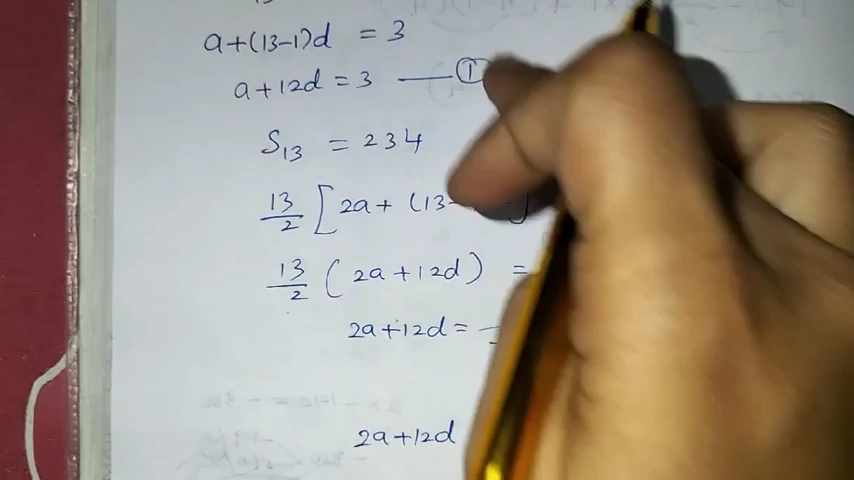 a+(13-1)d = 3
a+12d = 3 —— ①
S₁₃ = 234
13/2 [2a + (13-
13/2 (2a+12d) =
2a+12d =
2a+12d